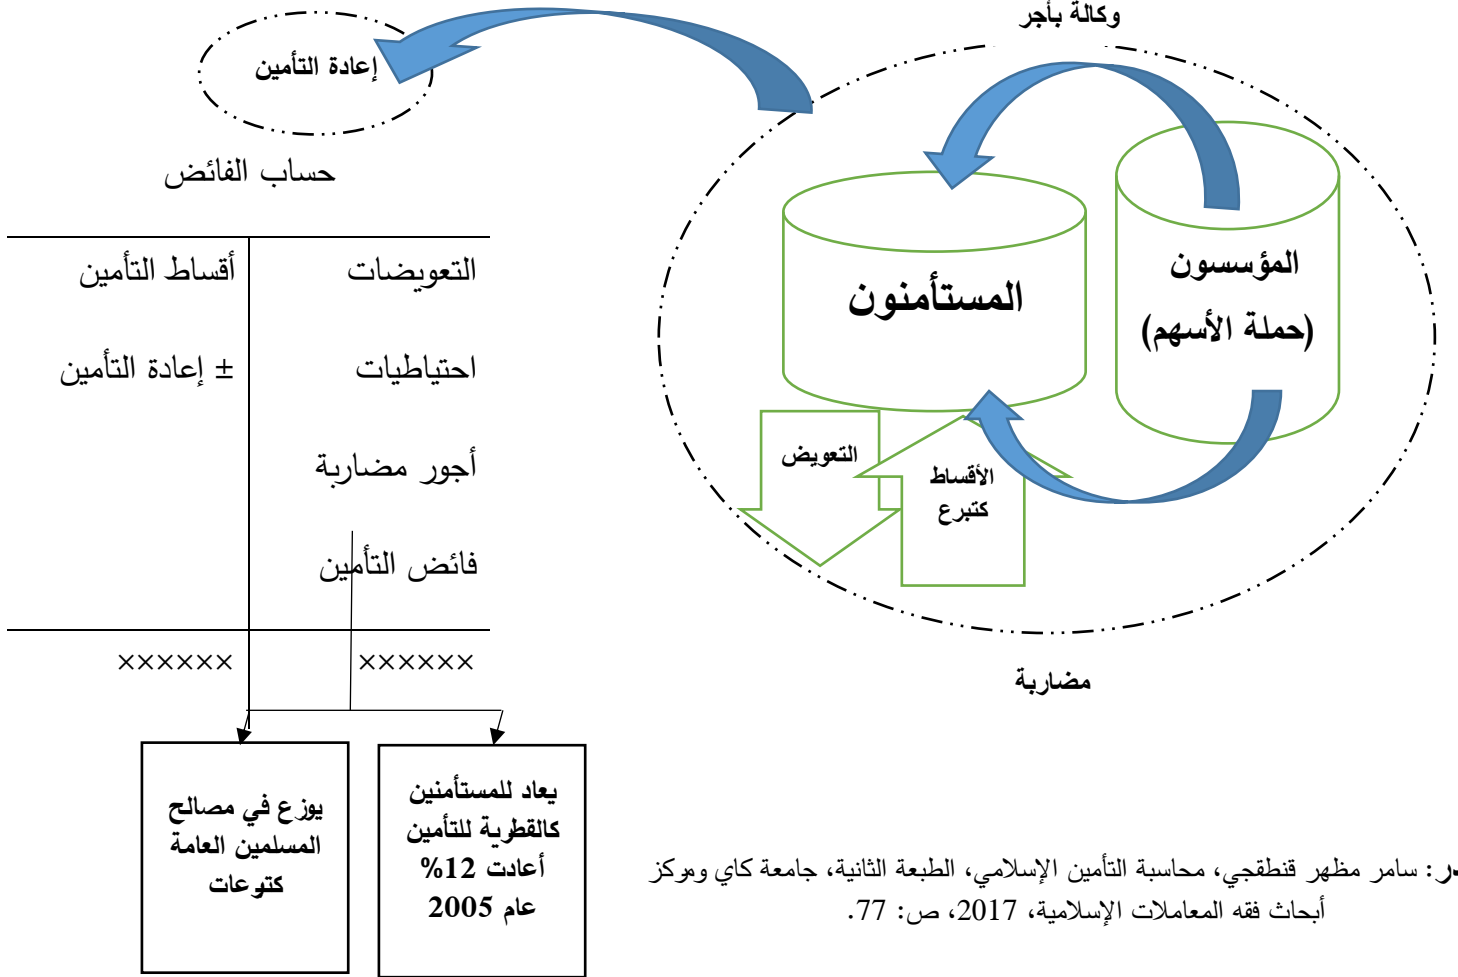 وكالة بأجر
إعادة التأمين
المؤسسون
(حملة الأسهم)
المستأمنون
التعويض
الأقساط
كتبرع
مضاربة
حساب الفائض
التعويضات
أقساط التأمين
احتياطيات
± إعادة التأمين
أجور مضاربة
فائض التأمين
××××××
××××××
يعاد للمستأمنين
كالقطرية للتأمين
أعادت 12%
عام 2005
يوزع في مصالح
المسلمين العامة
كتبرعات
در: سامر مظهر قنطقجي، محاسبة التأمين الإسلامي، الطبعة الثانية، جامعة كاي ومركز
أبحاث فقه المعاملات الإسلامية، 2017، ص: 77.